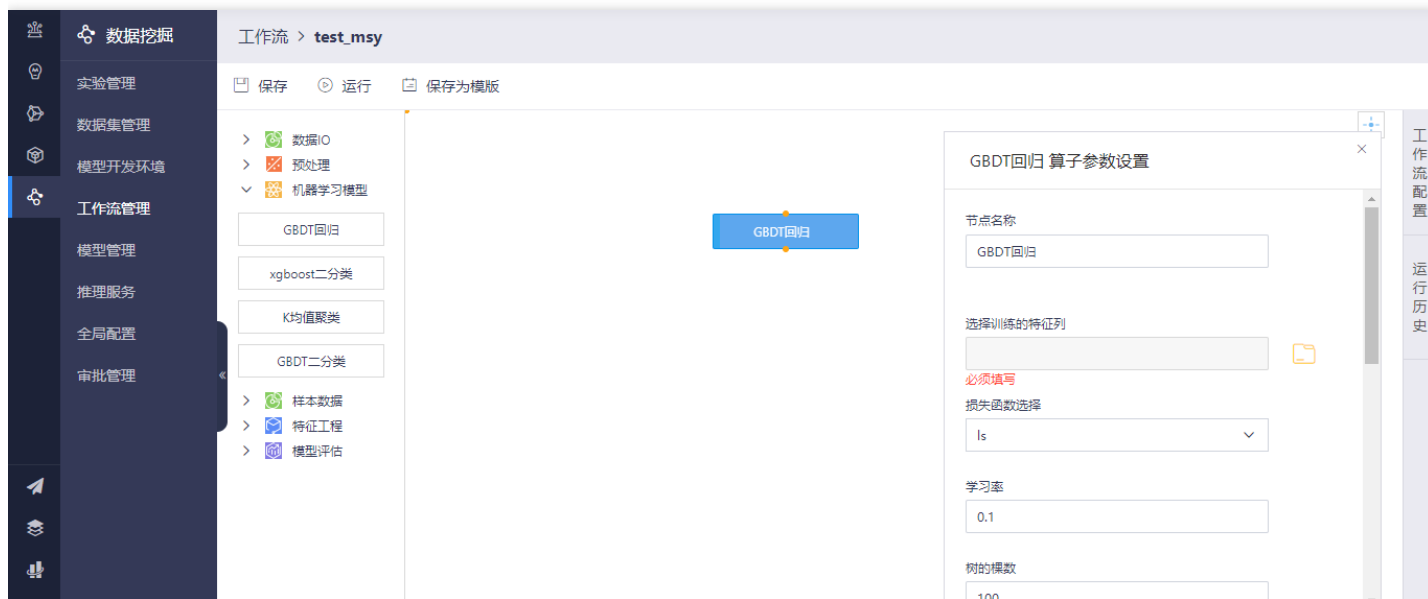 数据挖掘
实验管理
数据集管理
模型开发环境
工作流管理
模型管理
推理服务
全局配置
审批管理
«
工作流 > test_msy
保存 运行 保存为模版
数据IO
预处理
机器学习模型
GBDT回归
xgboost二分类
K均值聚类
GBDT二分类
样本数据
特征工程
模型评估
GBDT回归
GBDT回归 算子参数设置
节点名称
GBDT回归
选择训练的特征列
必须填写
损失函数选择
ls
学习率
0.1
树的棵数
100
工作流配置
运行历史